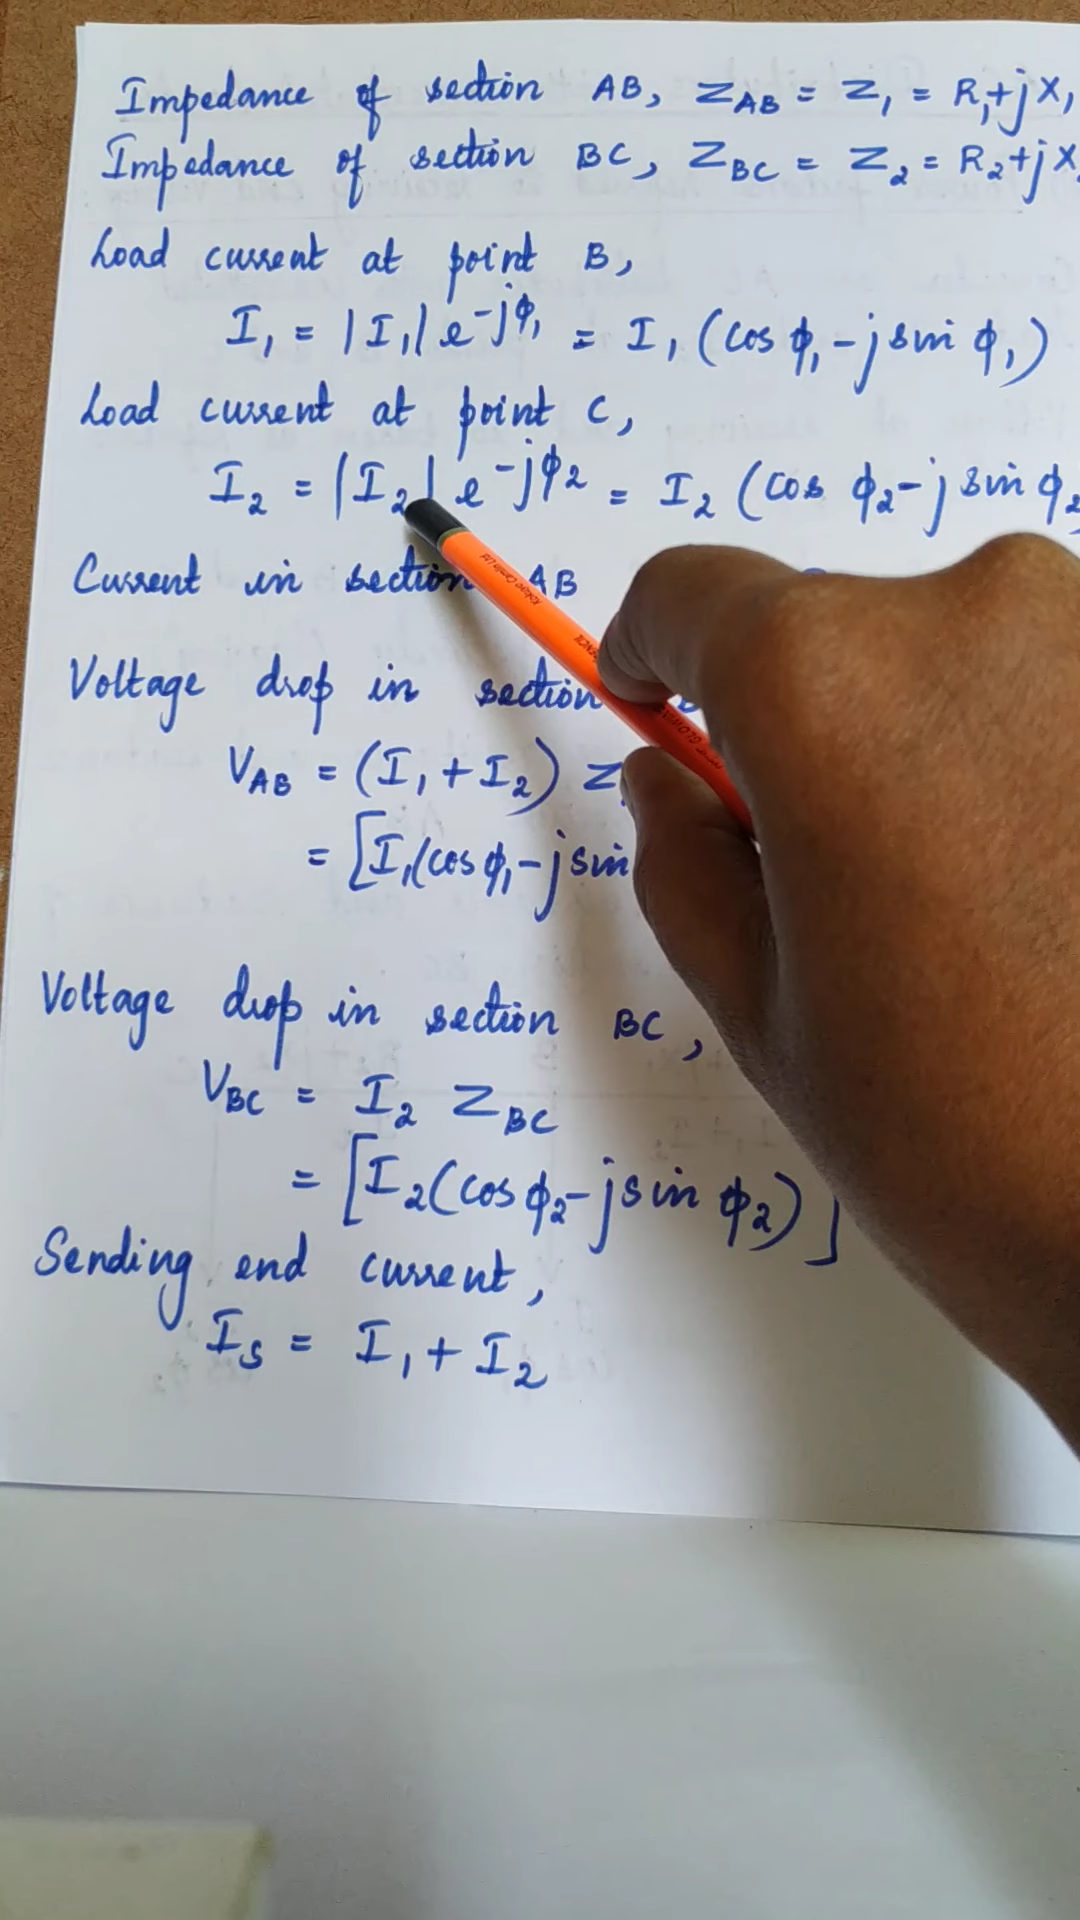 Impedance of section AB, Z_AB = Z_1 = R_1+jX_1
Impedance of section BC, Z_BC = Z_2 = R_2+jX
Load current at point B,
I_1 = |I_1| e^-jϕ_1 = I_1 (cos ϕ_1 - j sin ϕ_1)
Load current at point C,
I_2 = |I_2| e^-jϕ_2 = I_2 (cos ϕ_2 - j sin ϕ_2
Current in section AB
Voltage drop in section
V_AB = (I_1 + I_2) Z
= [I_1(cos ϕ_1 - j sin
Voltage drop in section BC,
V_BC = I_2 Z_BC
= [I_2(cos ϕ_2 - j sin ϕ_2)]
Sending end current,
I_s = I_1 + I_2